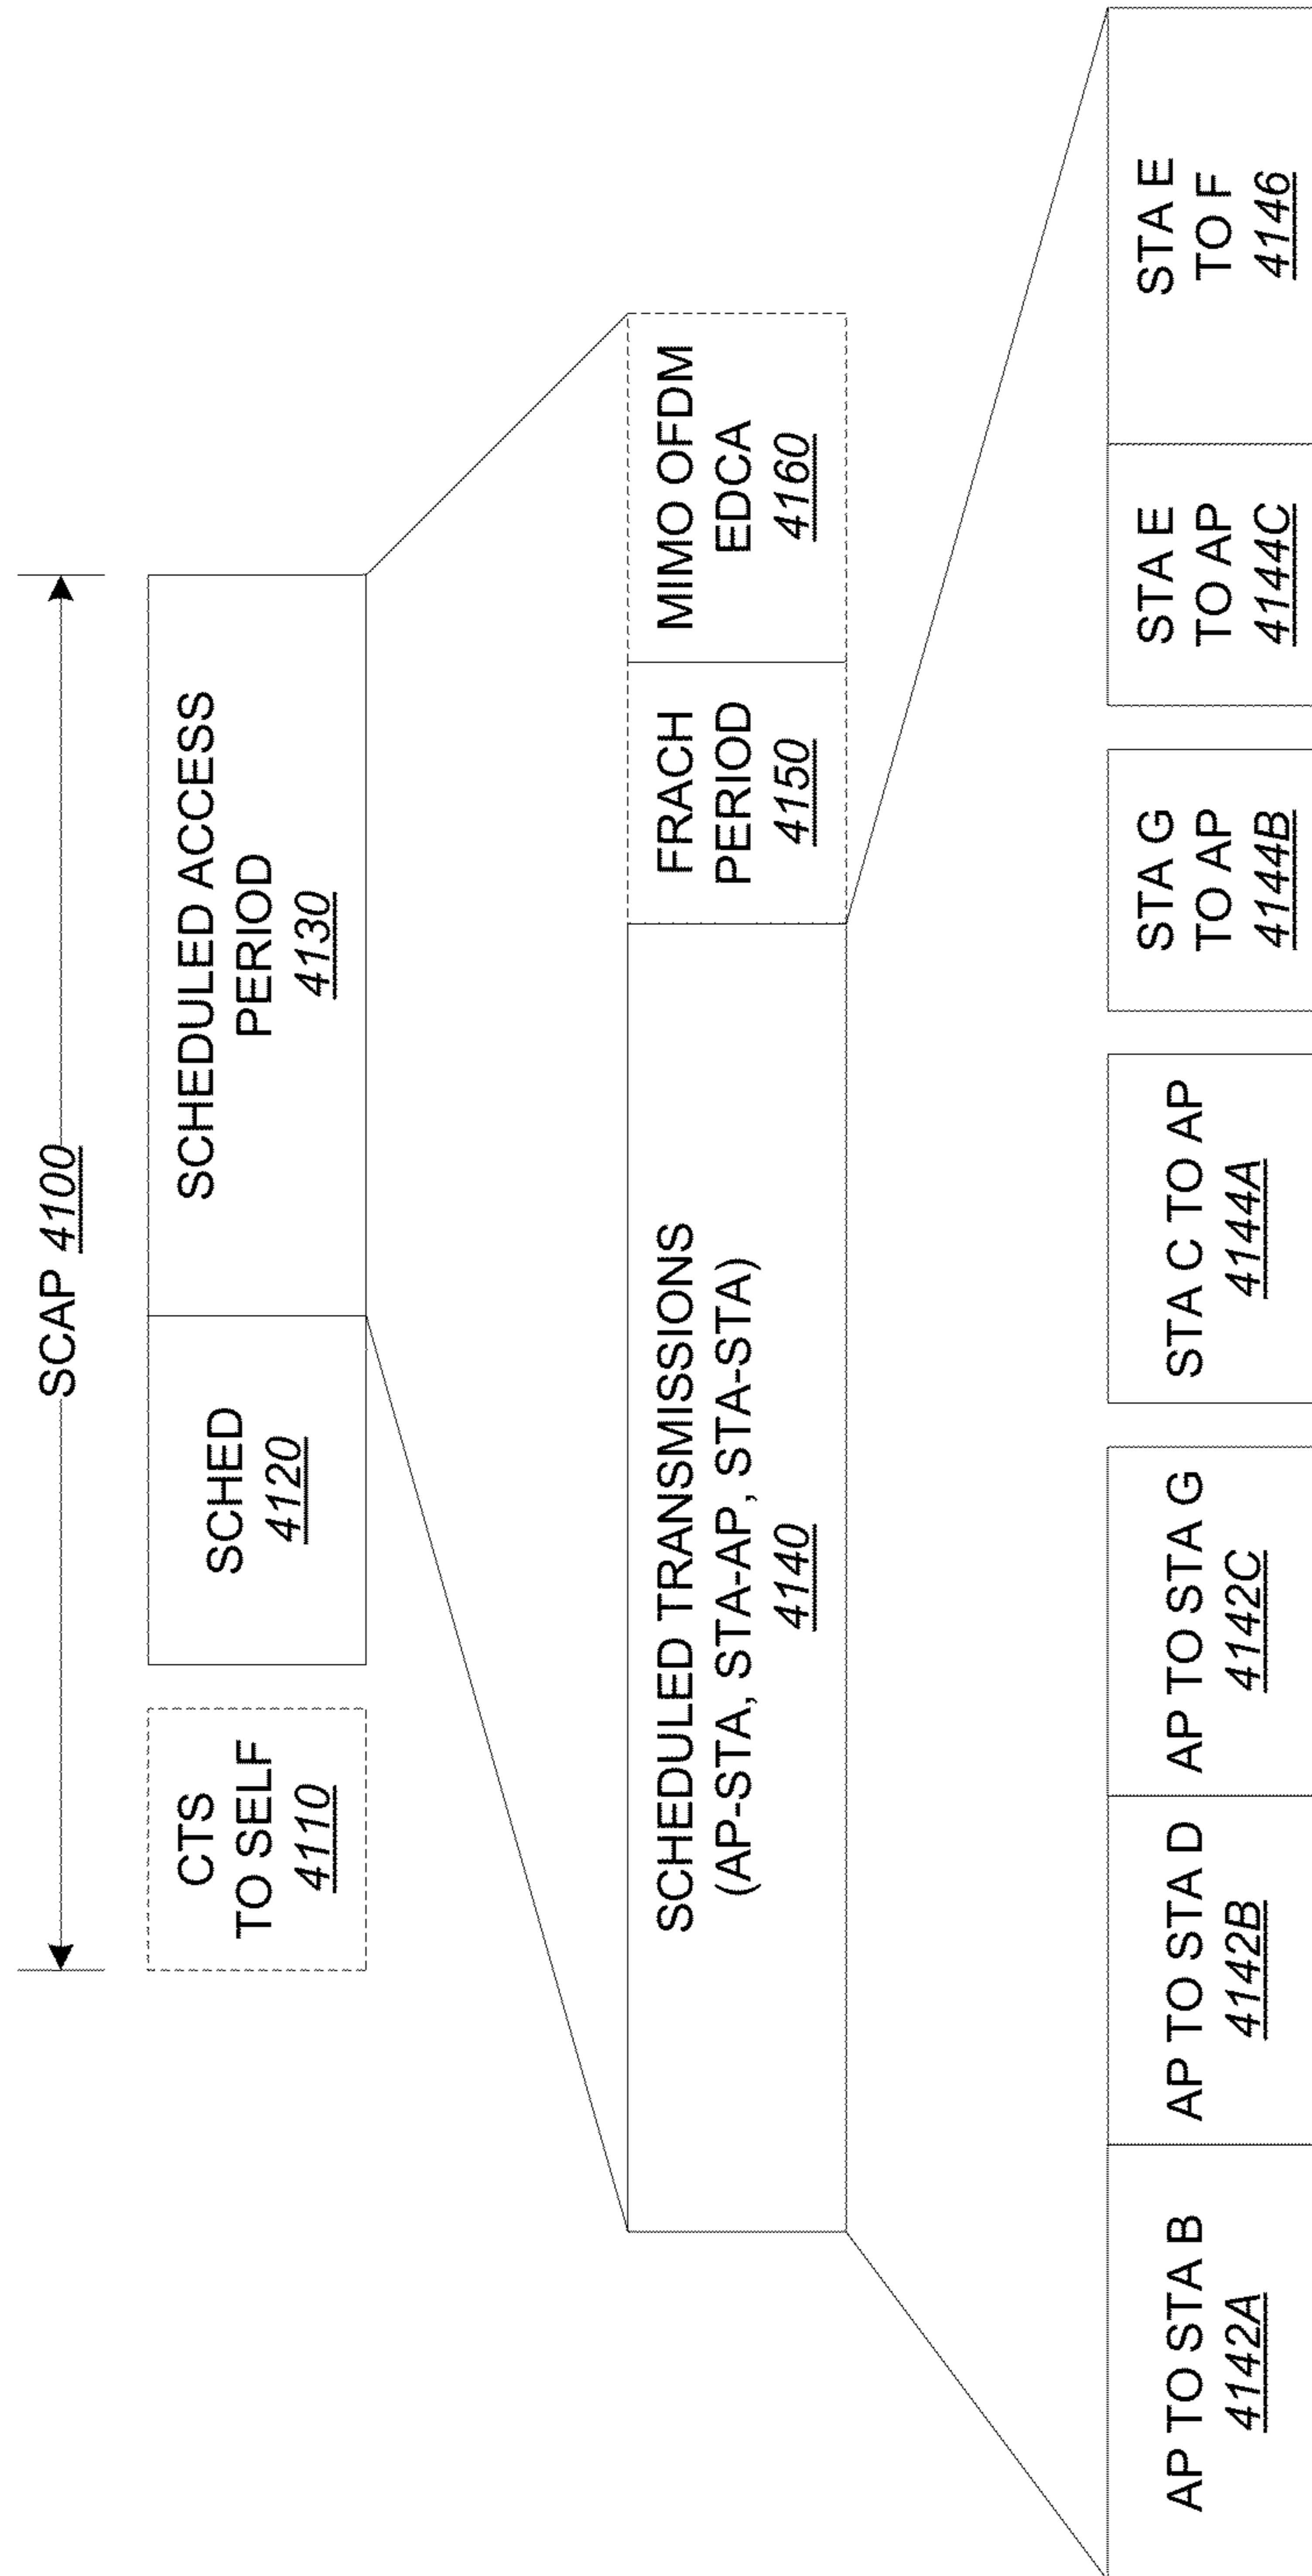 SCAP 4100
CTS
TO SELF
4110
SCHED
4120
SCHEDULED ACCESS
PERIOD
4130
SCHEDULED TRANSMISSIONS
(AP-STA, STA-AP, STA-STA)
4140
FRACH
PERIOD
4150
MIMO OFDM
EDCA
4160
AP TO STA B
4142A
AP TO STA D
4142B
AP TO STA G
4142C
STA C TO AP
4144A
STA G
TO AP
4144B
STA E
TO AP
4144C
STA E
TO F
4146